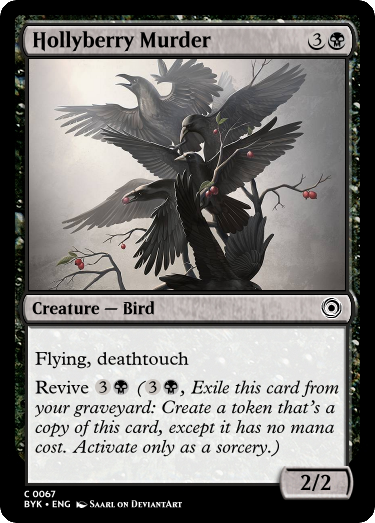 Hollyberry Murder 3
Creature — Bird
Flying, deathtouch
Revive 3 ( 3 , Exile this card from
your graveyard: Create a token that's a
copy of this card, except it has no mana
cost. Activate only as a sorcery.)
2/2
C 0067
BYK • ENG Saarl on DeviantArt